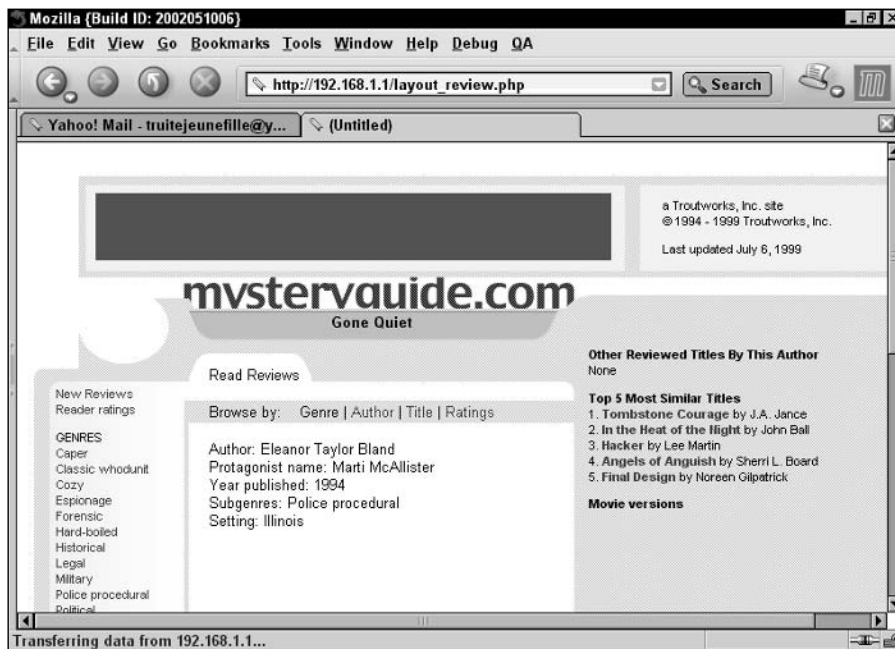 Mozilla {Build ID: 2002051006}
File Edit View Go Bookmarks Tools Window Help Debug QA
http://192.168.1.1/layout_review.php
Search
Yahoo! Mail - truitejeunefille@y...
(Untitled)
a Troutworks, Inc. site
©1994 - 1999 Troutworks, Inc.
Last updated July 6, 1999
mysteryguide.com
Gone Quiet
Read Reviews
Browse by: Genre | Author | Title | Ratings
Author: Eleanor Taylor Bland
Protagonist name: Marti McAllister
Year published: 1994
Subgenres: Police procedural
Setting: Illinois
New Reviews
Reader ratings
GENRES
Caper
Classic whodunit
Cozy
Espionage
Forensic
Hard-boiled
Historical
Legal
Military
Police procedural
Political
Other Reviewed Titles By This Author
None
Top 5 Most Similar Titles
1. Tombstone Courage by J.A. Jance
2. In the Heat of the Night by John Ball
3. Hacker by Lee Martin
4. Angels of Anguish by Sherri L. Board
5. Final Design by Noreen Gilpatrick
Movie versions
Transferring data from 192.168.1.1...